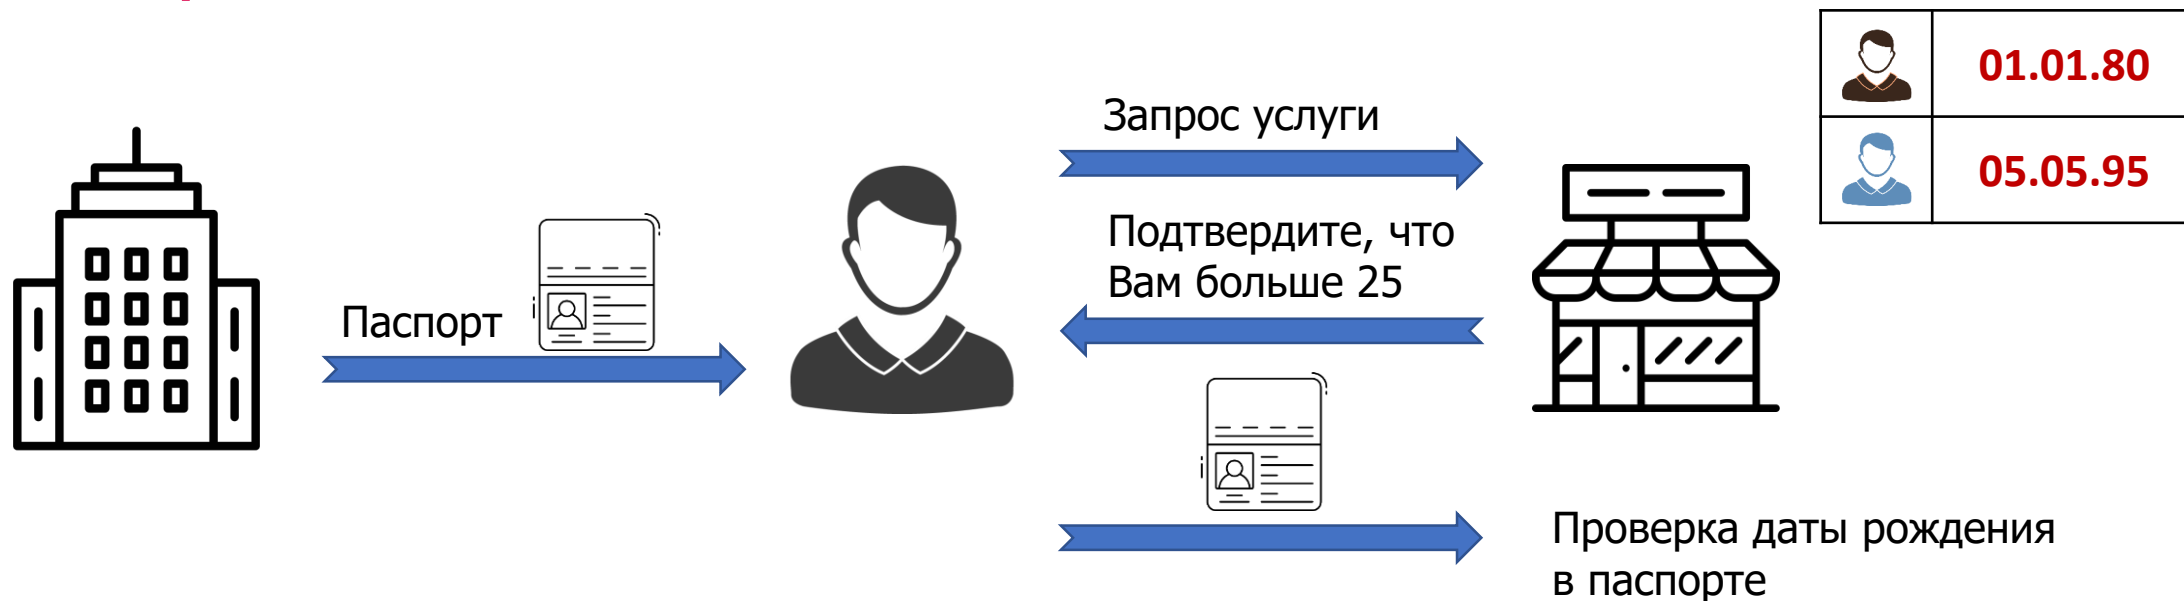 01.01.80
Запрос услуги
05.05.95
Подтвердите, что
Вам больше 25
Паспорт
Проверка даты рождения
в паспорте